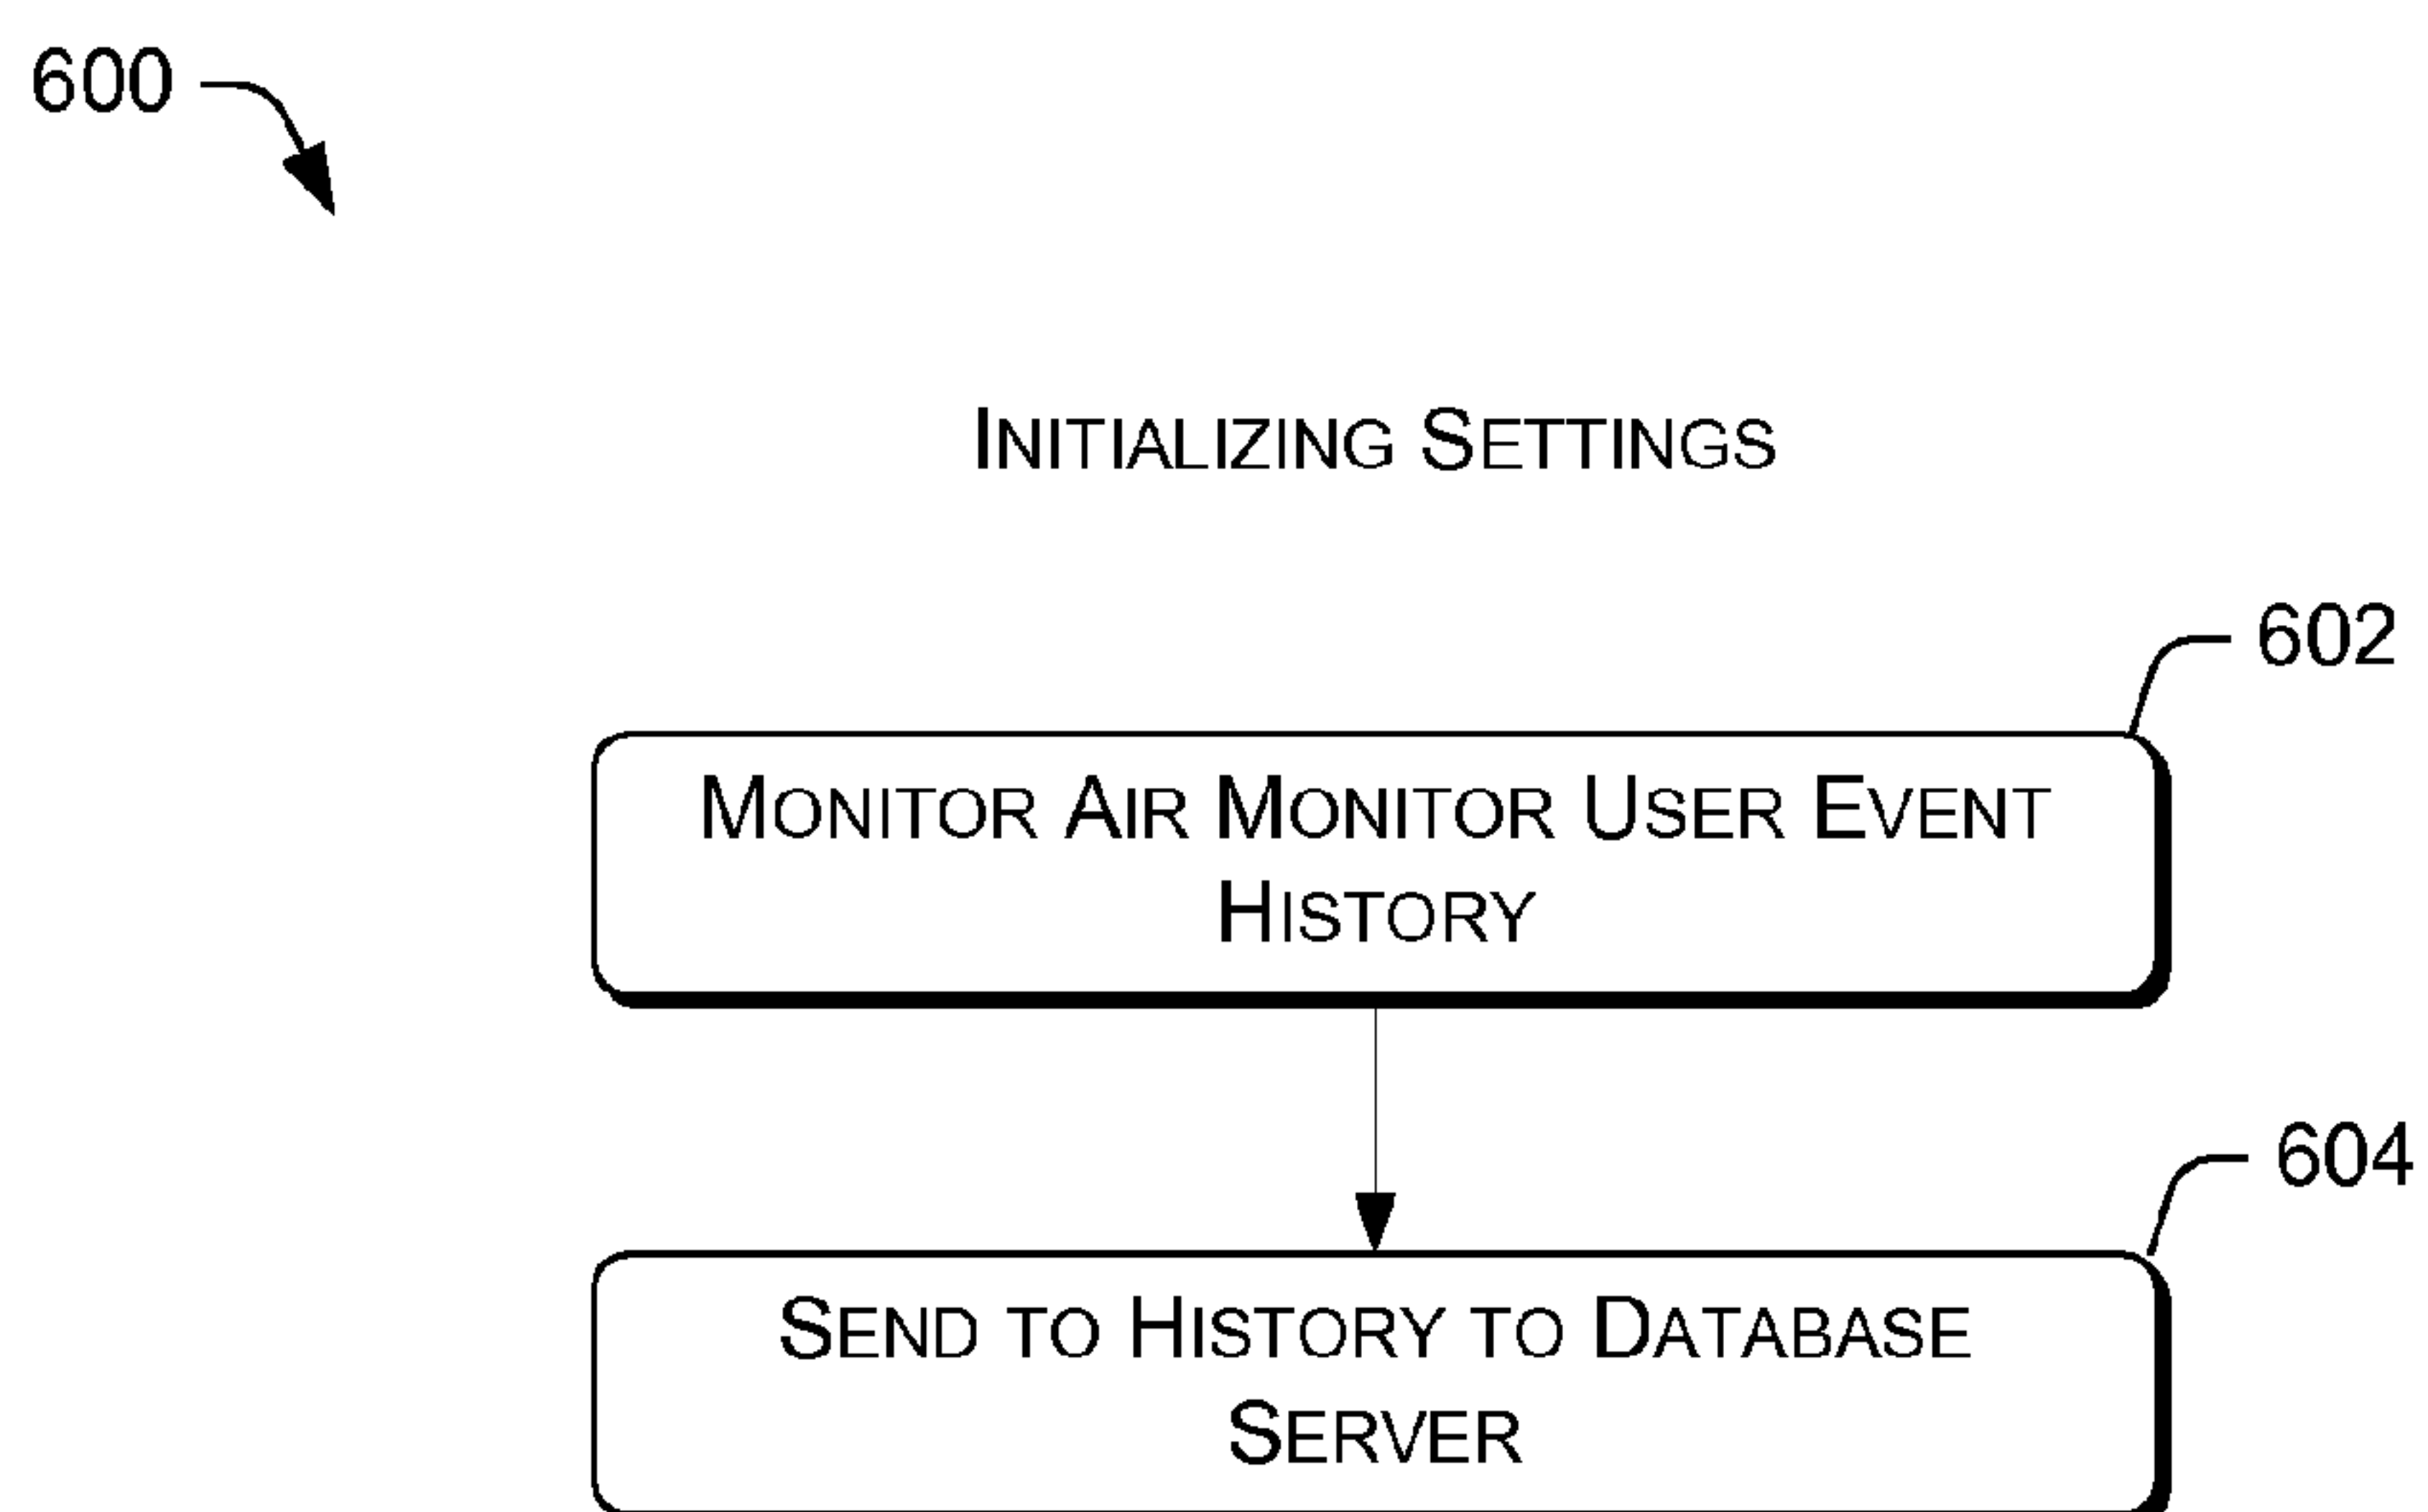 600
INITIALIZING SETTINGS
602
MONITOR AIR MONITOR USER EVENT
HISTORY
604
SEND TO HISTORY TO DATABASE
SERVER